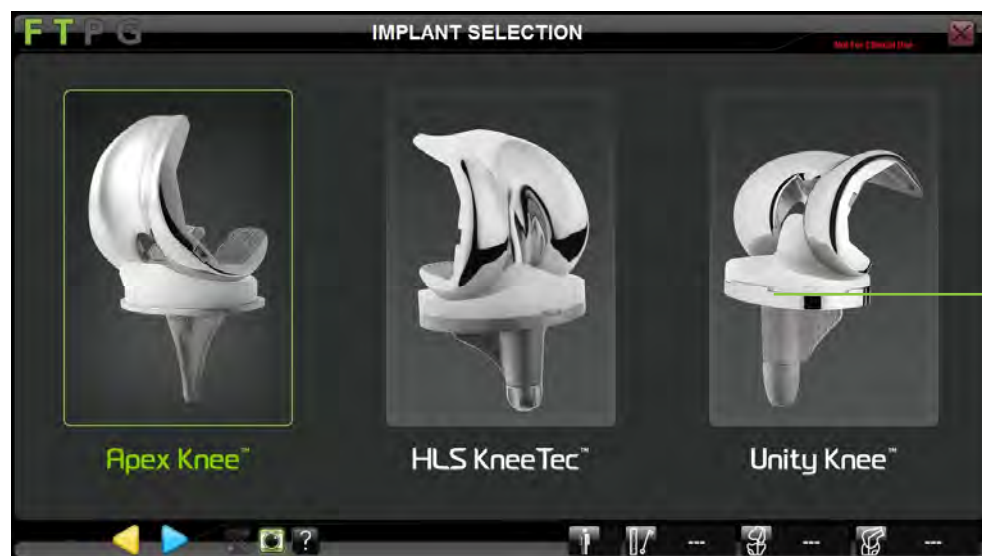 FTPG
IMPLANT SELECTION
Not For Clinical Use
Apex Knee™
HLS KneeTec™
Unity Knee™
?
---
---
---